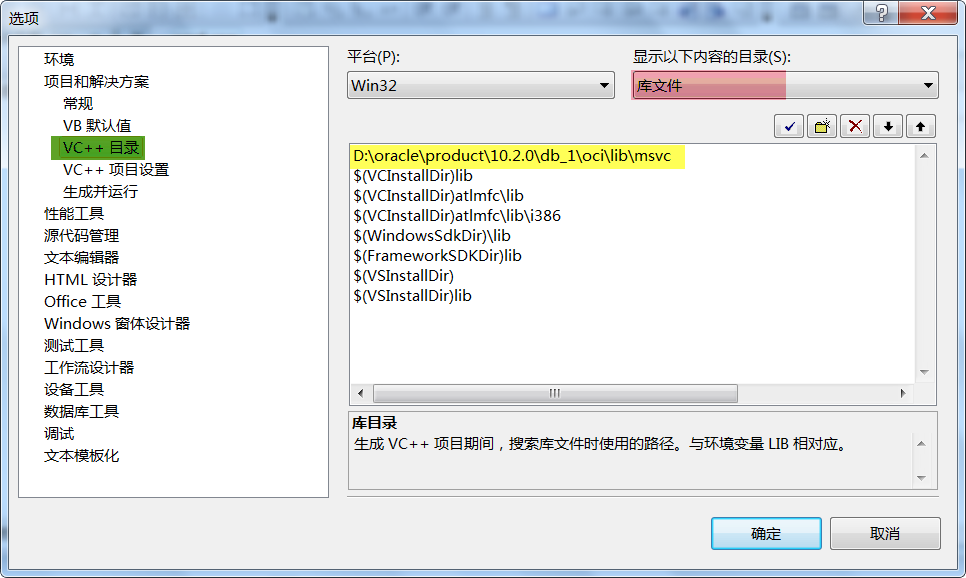 选项
环境
项目和解决方案
常规
VB 默认值
VC++ 目录
VC++ 项目设置
生成并运行
性能工具
源代码管理
文本编辑器
HTML 设计器
Office 工具
Windows 窗体设计器
测试工具
工作流设计器
设备工具
数据库工具
调试
文本模板化
平台(P):
Win32
显示以下内容的目录(S):
库文件
D:\oracle\product\10.2.0\db_1\oci\lib\msvc
$(VCInstallDir)lib
$(VCInstallDir)atlmfc\lib
$(VCInstallDir)atlmfc\lib\i386
$(WindowsSdkDir)\lib
$(FrameworkSDKDir)lib
$(VSInstallDir)
$(VSInstallDir)lib
库目录
生成 VC++ 项目期间，搜索库文件时使用的路径。与环境变量 LIB 相对应。
确定
取消